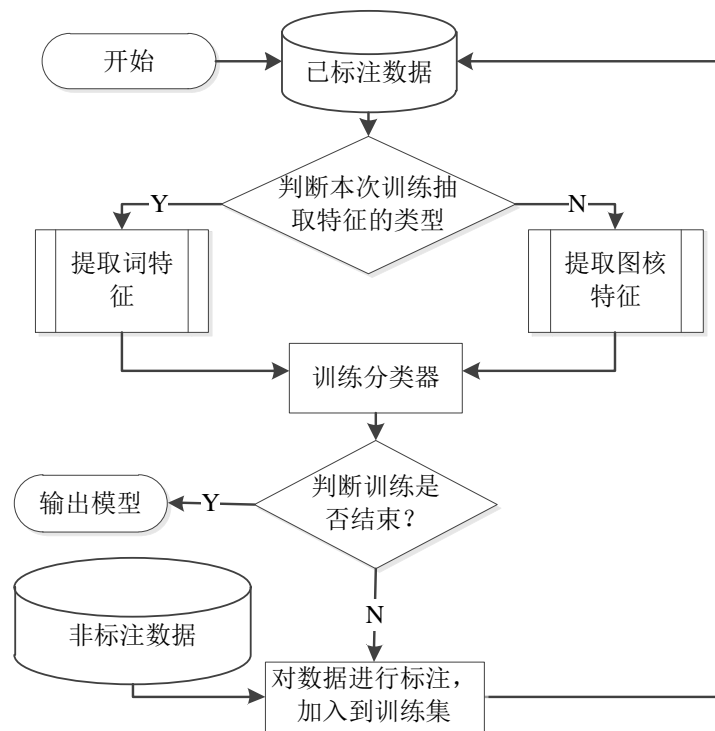 开始
已标注数据
判断本次训练抽
取特征的类型
Y
N
提取词特
征
提取图核
特征
训练分类器
判断训练是
否结束？
输出模型
Y
N
非标注数据
对数据进行标注，
加入到训练集